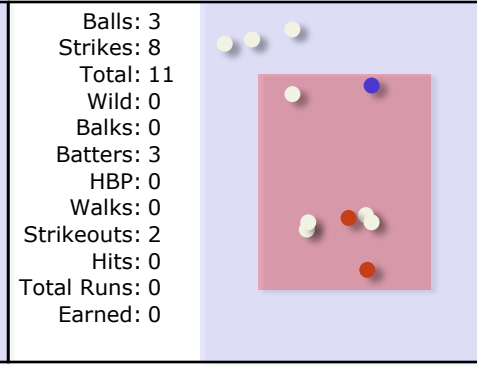 Balls: 3
Strikes: 8
Total: 11
Wild: 0
Balks: 0
Batters: 3
HBP: 0
Walks: 0
Strikeouts: 2
Hits: 0
Total Runs: 0
Earned: 0